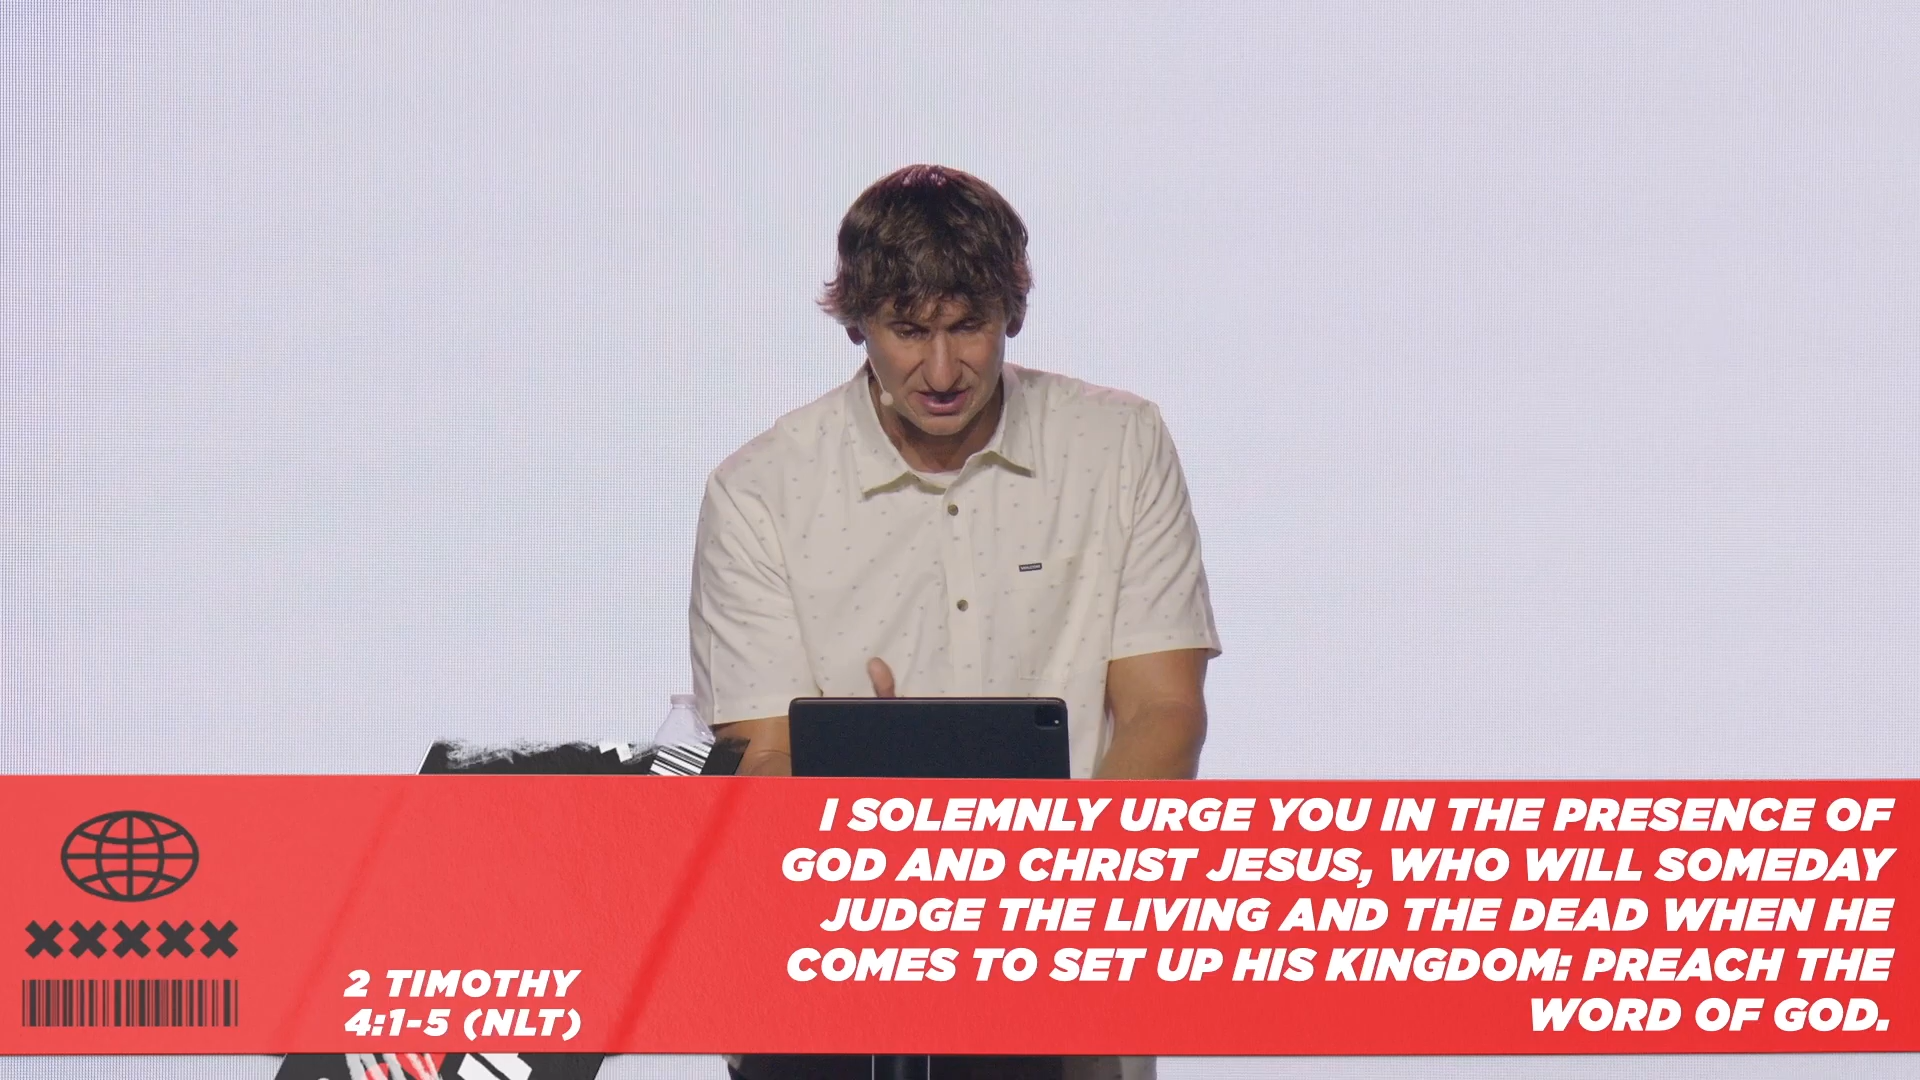 2 TIMOTHY
4:1-5 (NLT)
I SOLEMNLY URGE YOU IN THE PRESENCE OF
GOD AND CHRIST JESUS, WHO WILL SOMEDAY
JUDGE THE LIVING AND THE DEAD WHEN HE
COMES TO SET UP HIS KINGDOM: PREACH THE
WORD OF GOD.